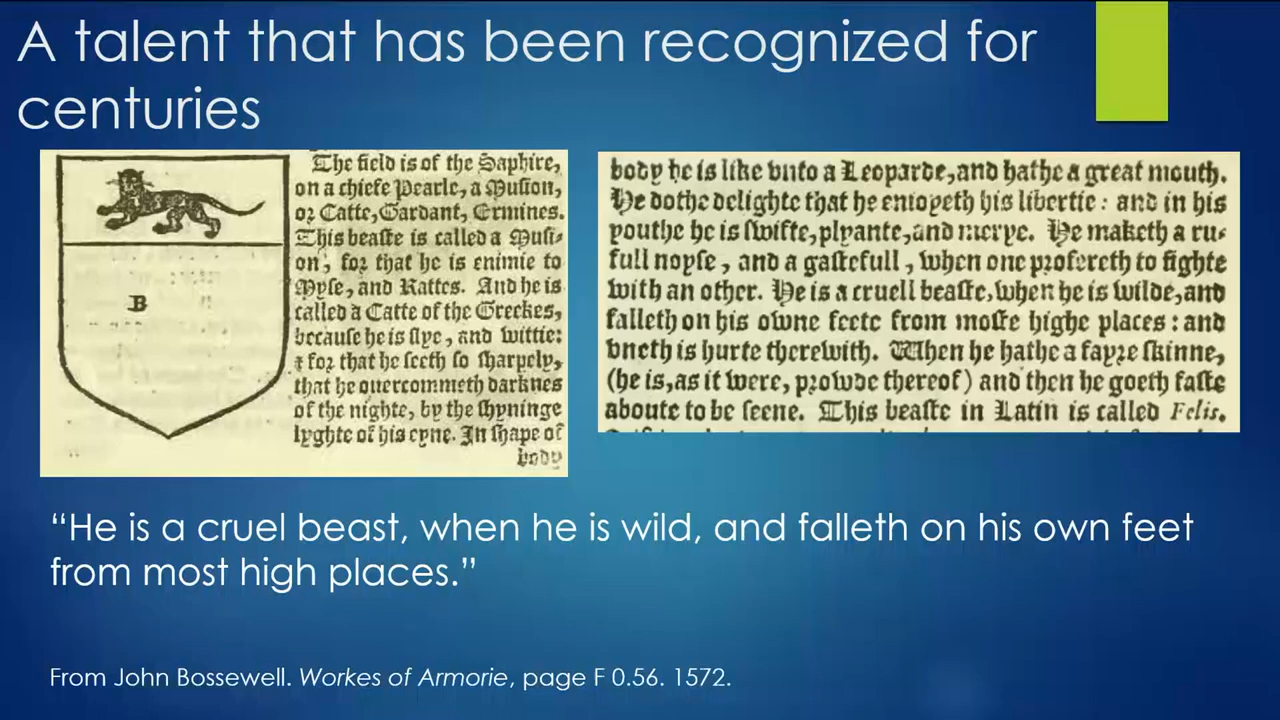 A talent that has been recognized for
centuries
The field is of the Saphire,
on a chiefe Pearle, a Musion,
or Catte, Gardant, Ermines.
This beaste is called a Musi-
on, for that he is enimie to
Myse, and Rattes. And he is
called a Catte of the Greekes,
because he is slye, and wittie:
& for that he seeth so sharpely,
that he ouercommeth darknes
of the nighte, by the shyninge
lyghte of his eyne. In shape of
body
B
body he is like vnto a Leoparde, and hathe a great mouth.
He dothe delighte that he enioyeth his libertie: and in his
youthe he is swifte, plyante, and merye. He maketh a ru-
full noyse, and a gastefull, when one profereth to fighte
with an other. He is a cruell beaste, when he is wilde, and
falleth on his owne feete from moste highe places: and
vneth is hurte therewith. When he hathe a fayre skinne,
(he is, as it were, prowde thereof) and then he goeth faste
aboute to be seene. This beaste in Latin is called Felis.
“He is a cruel beast, when he is wild, and falleth on his own feet
from most high places.”
From John Bossewell. Workes of Armorie, page F 0.56. 1572.